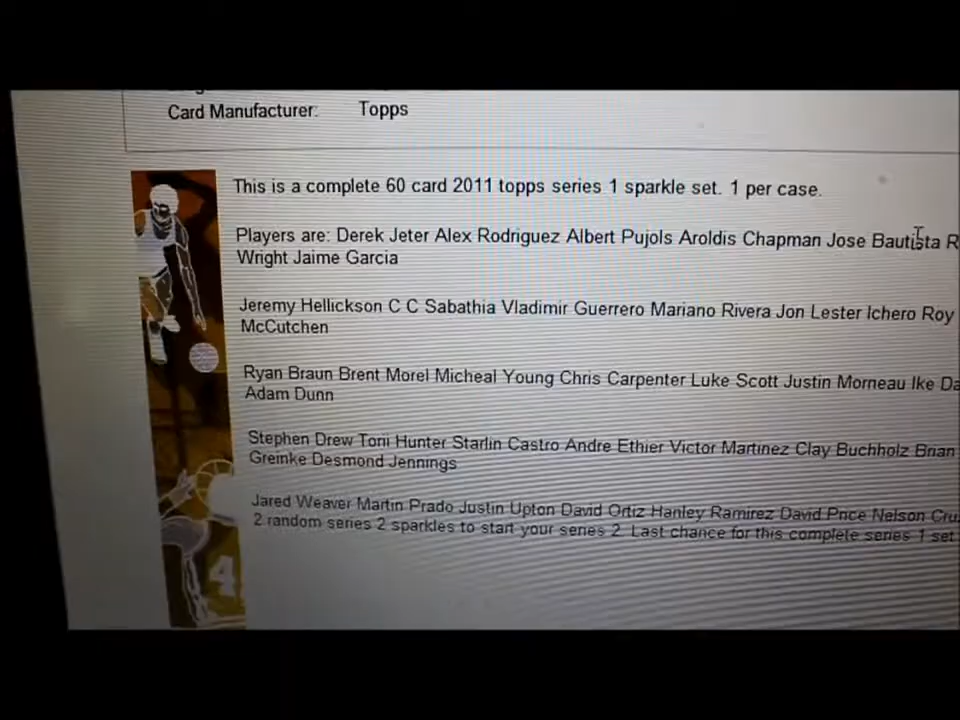 Card Manufacturer: Topps
This is a complete 60 card 2011 topps series 1 sparkle set. 1 per case.
Players are: Derek Jeter Alex Rodriguez Albert Pujols Aroldis Chapman Jose Bautista R
Wright Jaime Garcia
Jeremy Hellickson C C Sabathia Vladimir Guerrero Mariano Rivera Jon Lester Ichero Roy
McCutchen
Ryan Braun Brent Morel Micheal Young Chris Carpenter Luke Scott Justin Morneau Ike Da
Adam Dunn
Stephen Drew Torii Hunter Starlin Castro Andre Ethier Victor Martinez Clay Buchholz Brian
Greinke Desmond Jennings
Jared Weaver Martin Prado Justin Upton David Ortiz Hanley Ramirez David Price Nelson Cru
2 random series 2 sparkles to start your series 2. Last chance for this complete series 1 set
4